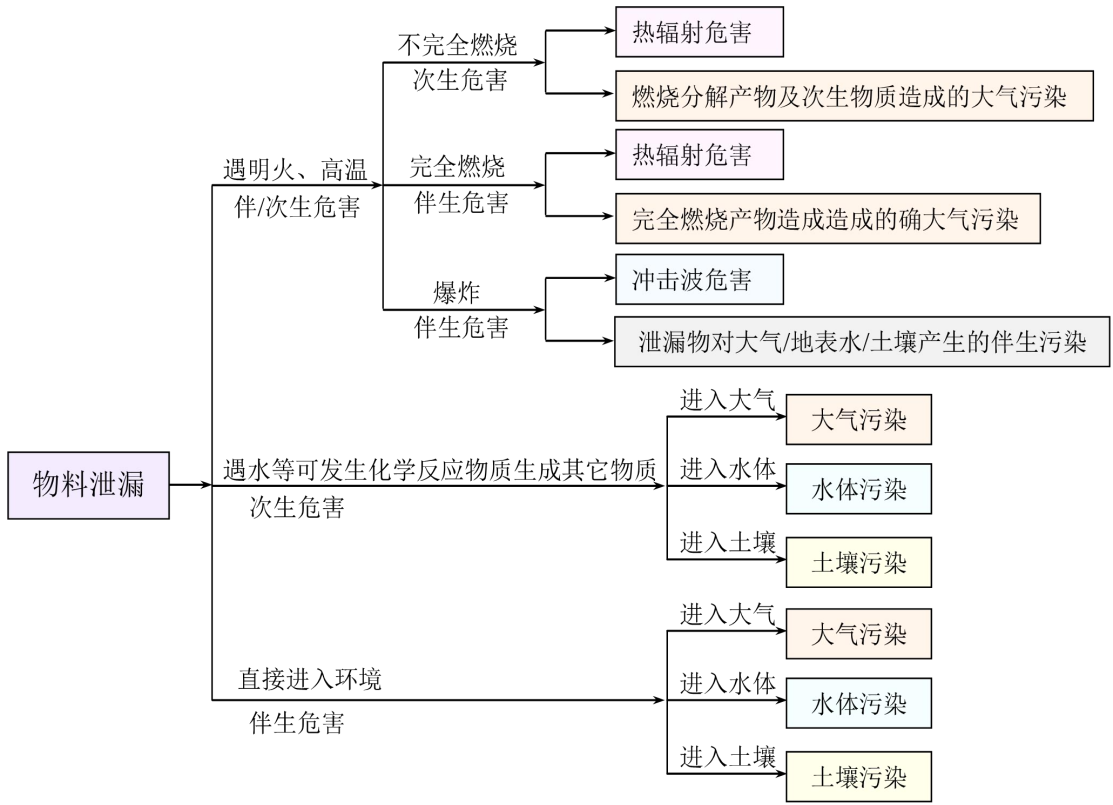 不完全燃烧
次生危害
热辐射危害
燃烧分解产物及次生物质造成的大气污染
遇明火、高温
伴/次生危害
完全燃烧
伴生危害
热辐射危害
完全燃烧产物造成造成的确大气污染
爆炸
伴生危害
冲击波危害
泄漏物对大气/地表水/土壤产生的伴生污染
物料泄漏
遇水等可发生化学反应物质生成其它物质
次生危害
进入大气
大气污染
进入水体
水体污染
进入土壤
土壤污染
直接进入环境
伴生危害
进入大气
大气污染
进入水体
水体污染
进入土壤
土壤污染